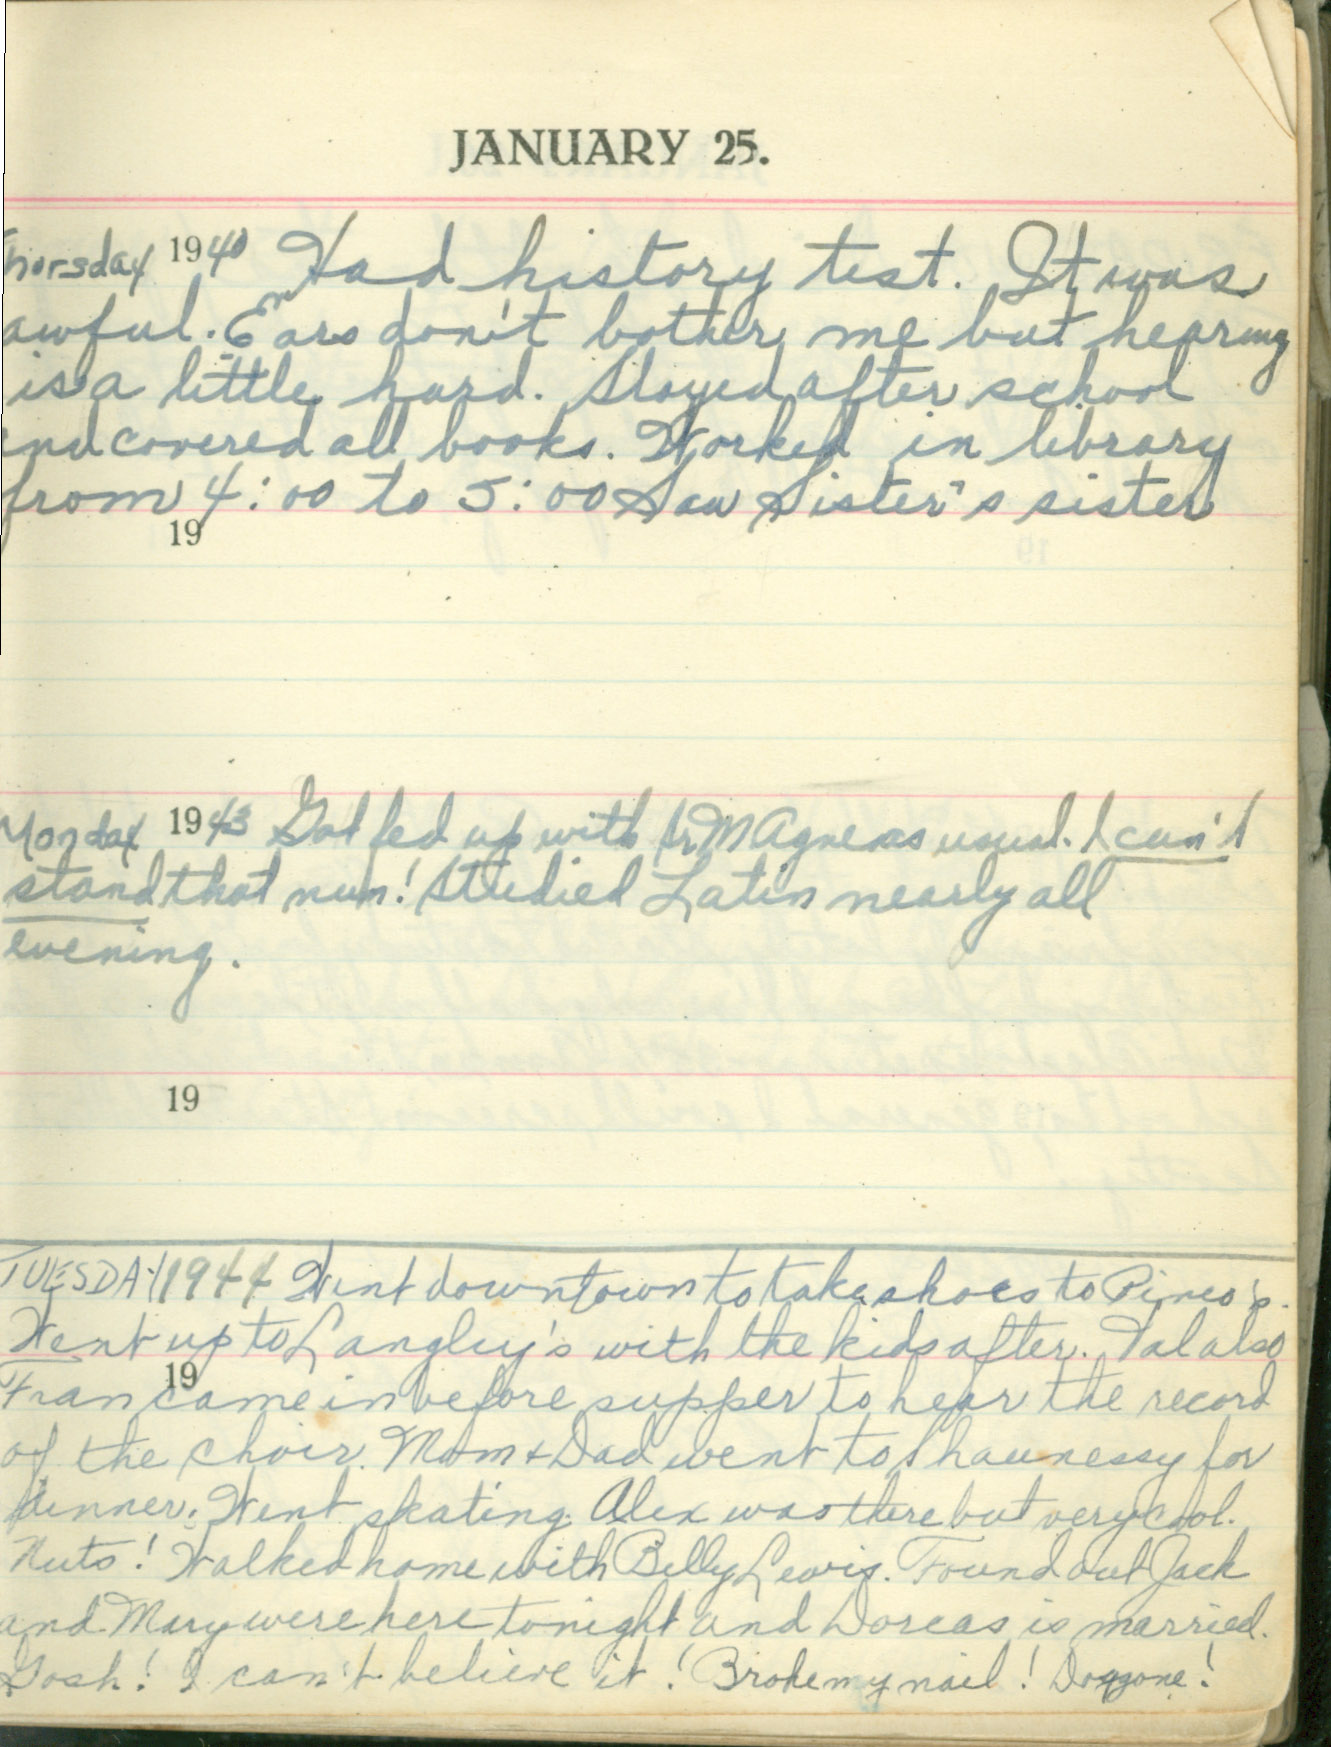 JANUARY 25.
Thorsday 1940 Had history test. It was
awful. Ears don't bother me but hearing
is a little hard. Stayed after school
and covered all books. Worked in library
from 4:00 to 5:00 Saw Sister's sister
19
Monday 1943 Got fed up with Sr M Agnes as usual. I can't
stand that nun! Studied Latin nearly all
evening.
19
TUESDAY 1944 Went downtown to take shoes to Pineo's.
Went up to Langley's with the kids after. Val also
19
Fran came in before supper to hear the record
of the choir. Mom + Dad went to Shaunessy for
dinner. Went skating. Alex was there but very cool.
Nuts! Walked home with Billy Lewis. Found out Jack
and Mary were here tonight and Dorcas is married.
Gosh! I can't believe it! Broke my nail! Doggone!